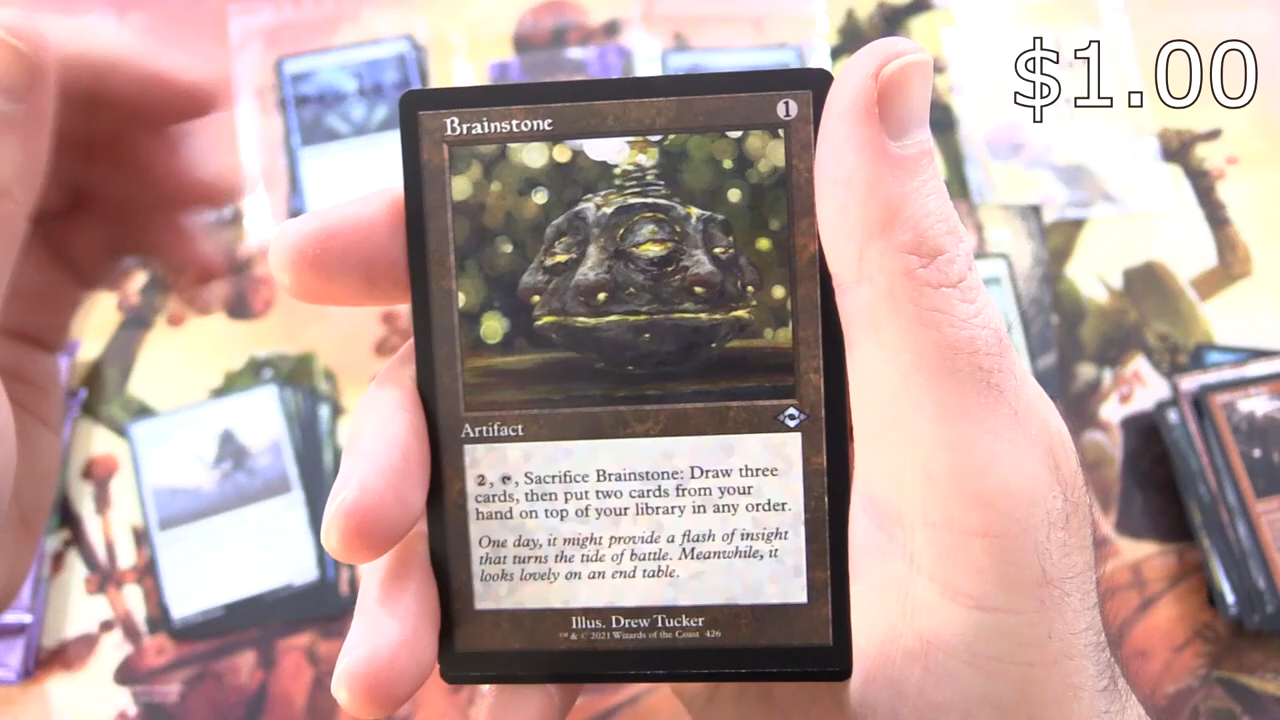 $1.00
Brainstone 1
Artifact
2, T, Sacrifice Brainstone: Draw three
cards, then put two cards from your
hand on top of your library in any order.
One day, it might provide a flash of insight
that turns the tide of battle. Meanwhile, it
looks lovely on an end table.
Illus. Drew Tucker
™ & © 2021 Wizards of the Coast 426